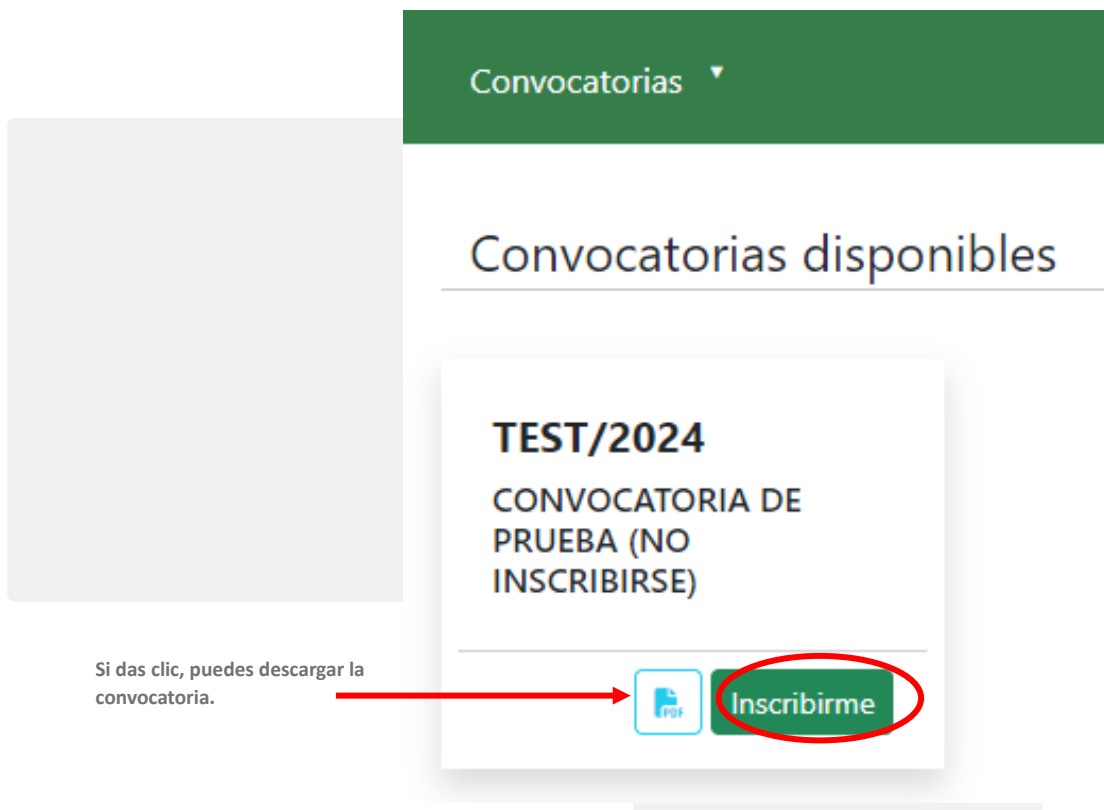 Convocatorias
Convocatorias disponibles
TEST/2024
CONVOCATORIA DE
PRUEBA (NO
INSCRIBIRSE)
Si das clic, puedes descargar la
convocatoria.
PDF
Inscribirme